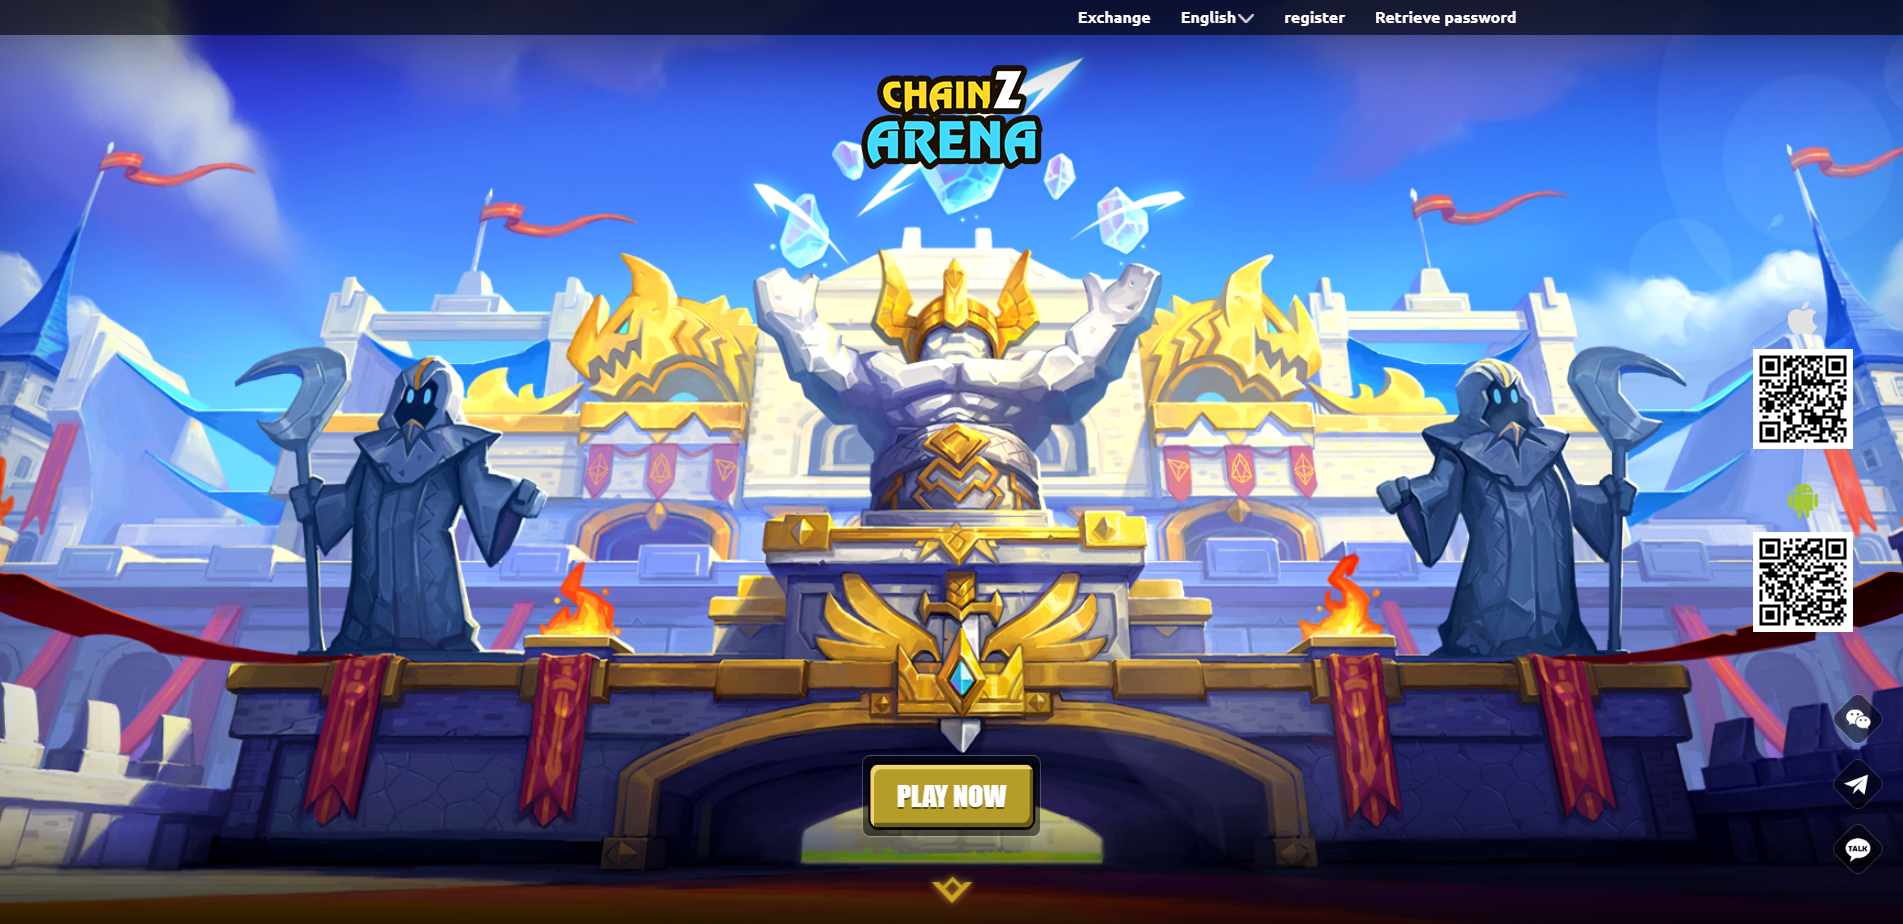 Exchange English register Retrieve password
CHAINZ
ARENA
PLAY NOW
TALK